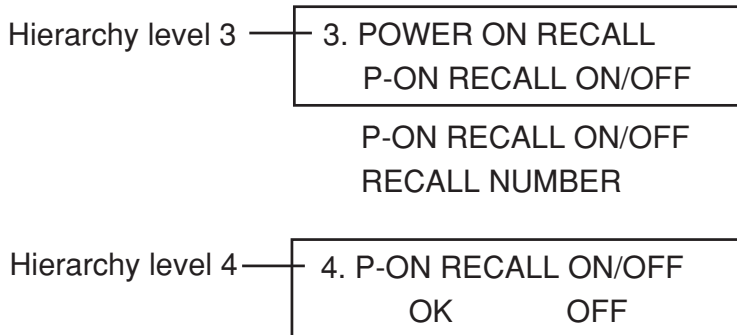 Hierarchy level 3
3. POWER ON RECALL
P-ON RECALL ON/OFF
P-ON RECALL ON/OFF
RECALL NUMBER
Hierarchy level 4
4. P-ON RECALL ON/OFF
OK OFF